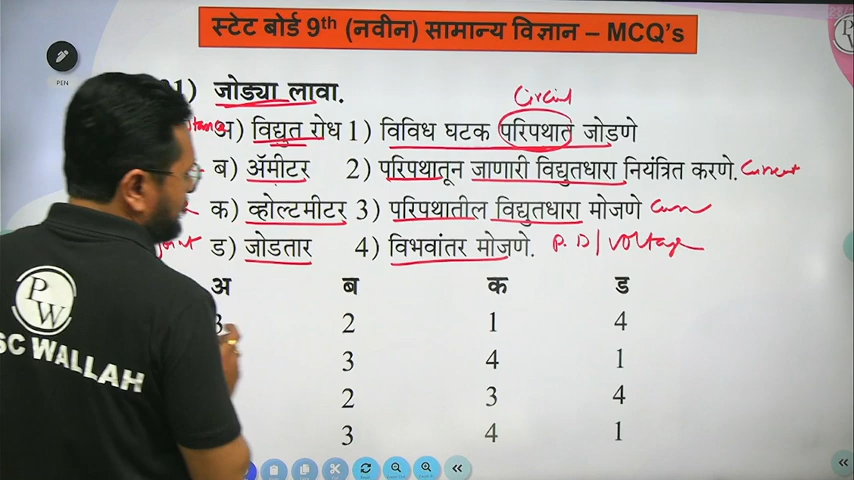 स्टेट बोर्ड 9th (नवीन) सामान्य विज्ञान – MCQ's
PEN
1) जोड्या लावा.
Circuit
अ) विद्युत रोध 1) विविध घटक परिपथात जोडणे
ब) ॲमीटर 2) परिपथातून जाणारी विद्युतधारा नियंत्रित करणे. Current
क) व्होल्टमीटर 3) परिपथातील विद्युतधारा मोजणे
ड) जोडतार 4) विभवांतर मोजणे. P.D/Voltage
अ ब क ड
3 2 1 4
3 4 1
2 3 4
3 4 1
PW
SC WALLAH